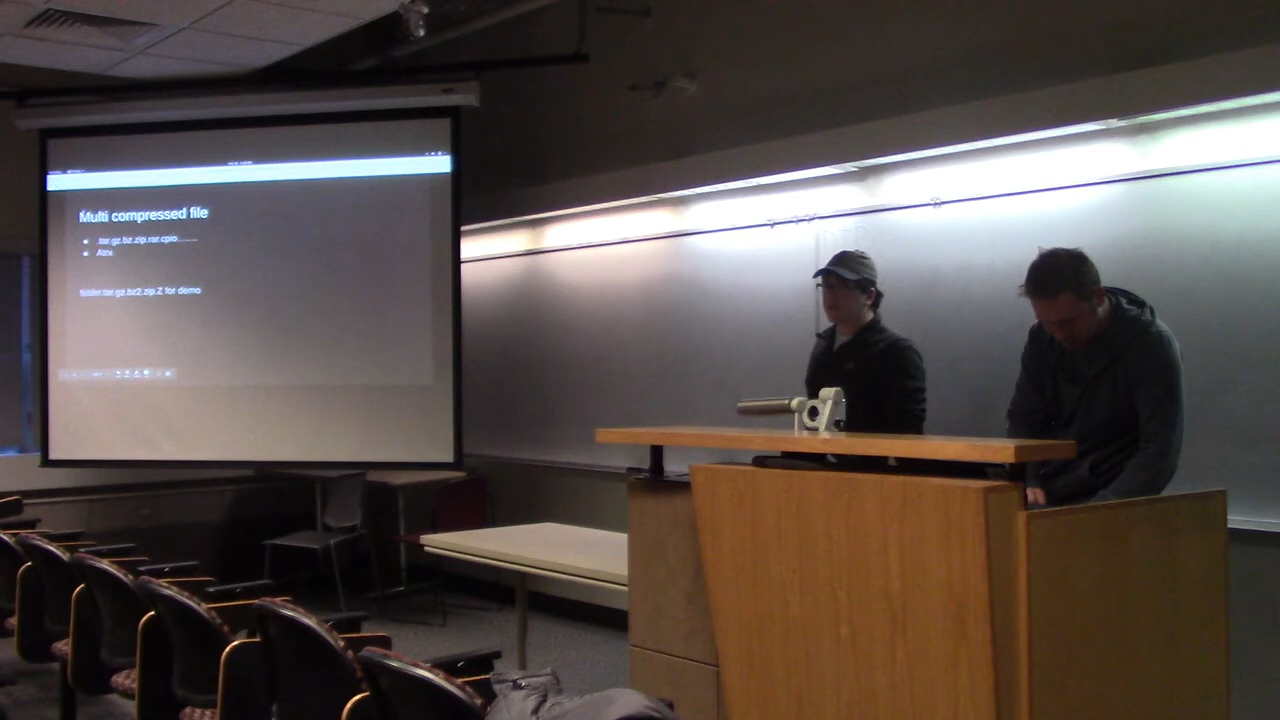 Multi compressed file
.tar.gz.bz.zip.rar.cpio........
Atrx
folder.tar.gz.bz2.zip.Z for demo